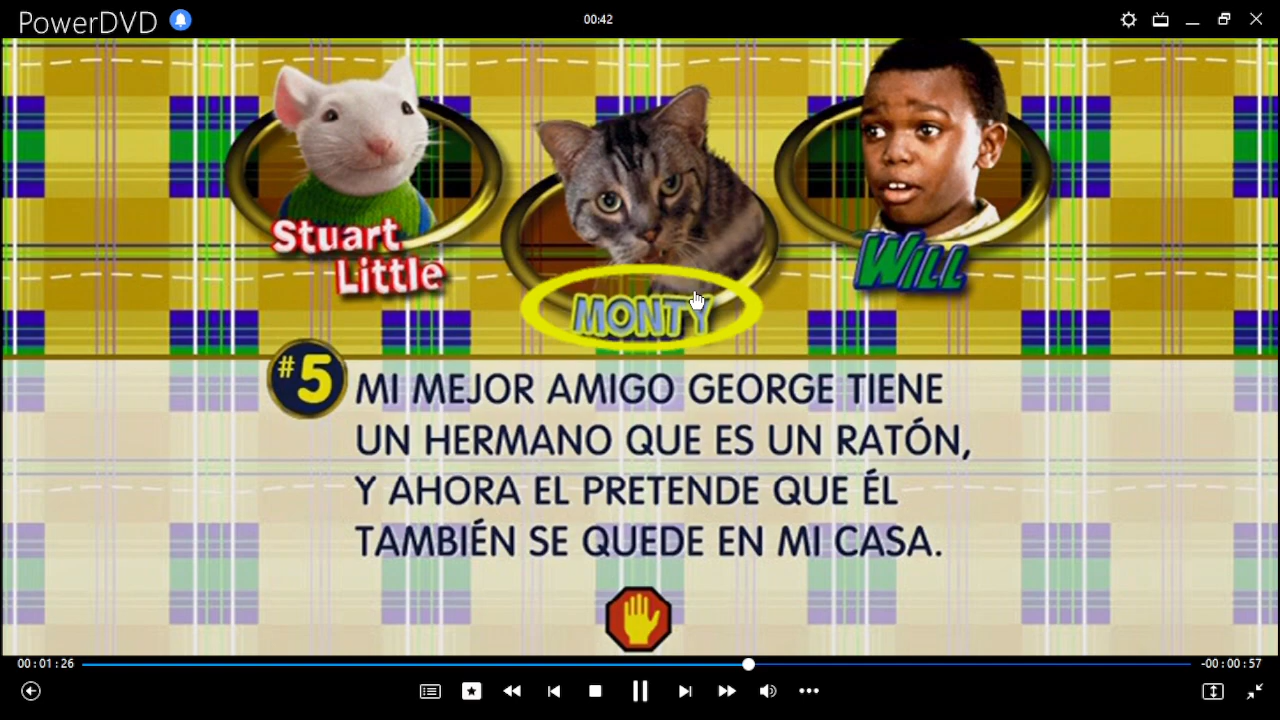 PowerDVD
00:42
Stuart
Little
MONTY
WILL
#5
MI MEJOR AMIGO GEORGE TIENE
UN HERMANO QUE ES UN RATÓN,
Y AHORA EL PRETENDE QUE ÉL
TAMBIÉN SE QUEDE EN MI CASA.
00:01:26
-00:00:57